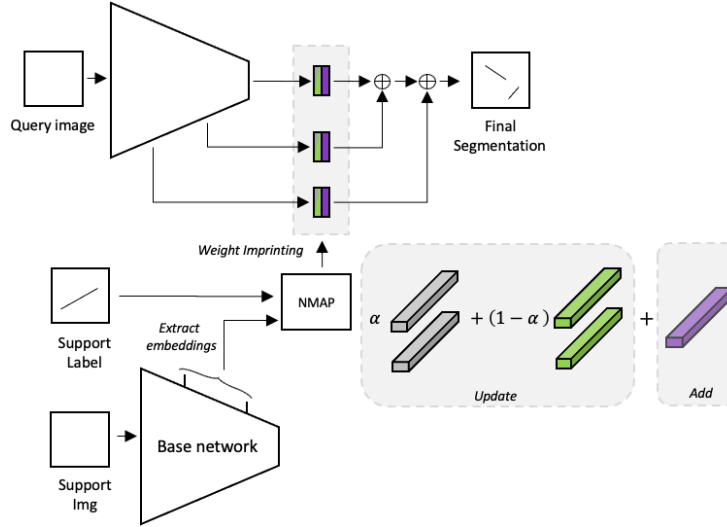 Query image
Final
Segmentation
Weight Imprinting
NMAP
Support
Label
Extract
embeddings
α
+ (1 − α)
+
Update
Add
Base network
Support
Img